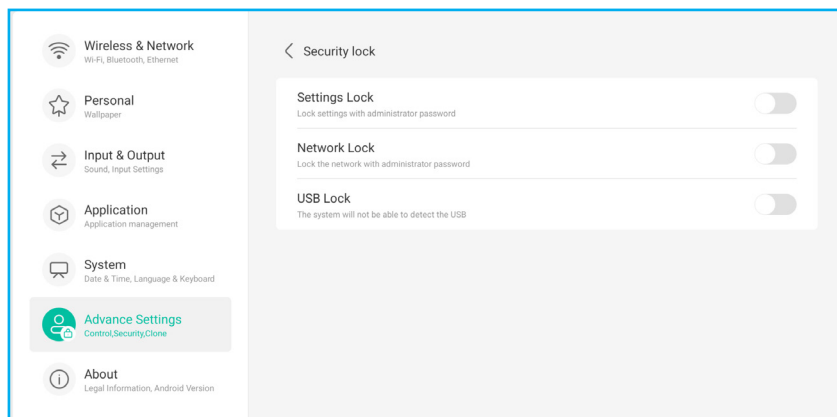 Wireless & Network
Wi-Fi, Bluetooth, Ethernet
Personal
Wallpaper
Input & Output
Sound, Input Settings
Application
Application management
System
Date & Time, Language & Keyboard
Advance Settings
Control,Security,Clone
About
Legal Information, Android Version
Security lock
Settings Lock
Lock settings with administrator password
Network Lock
Lock the network with administrator password
USB Lock
The system will not be able to detect the USB